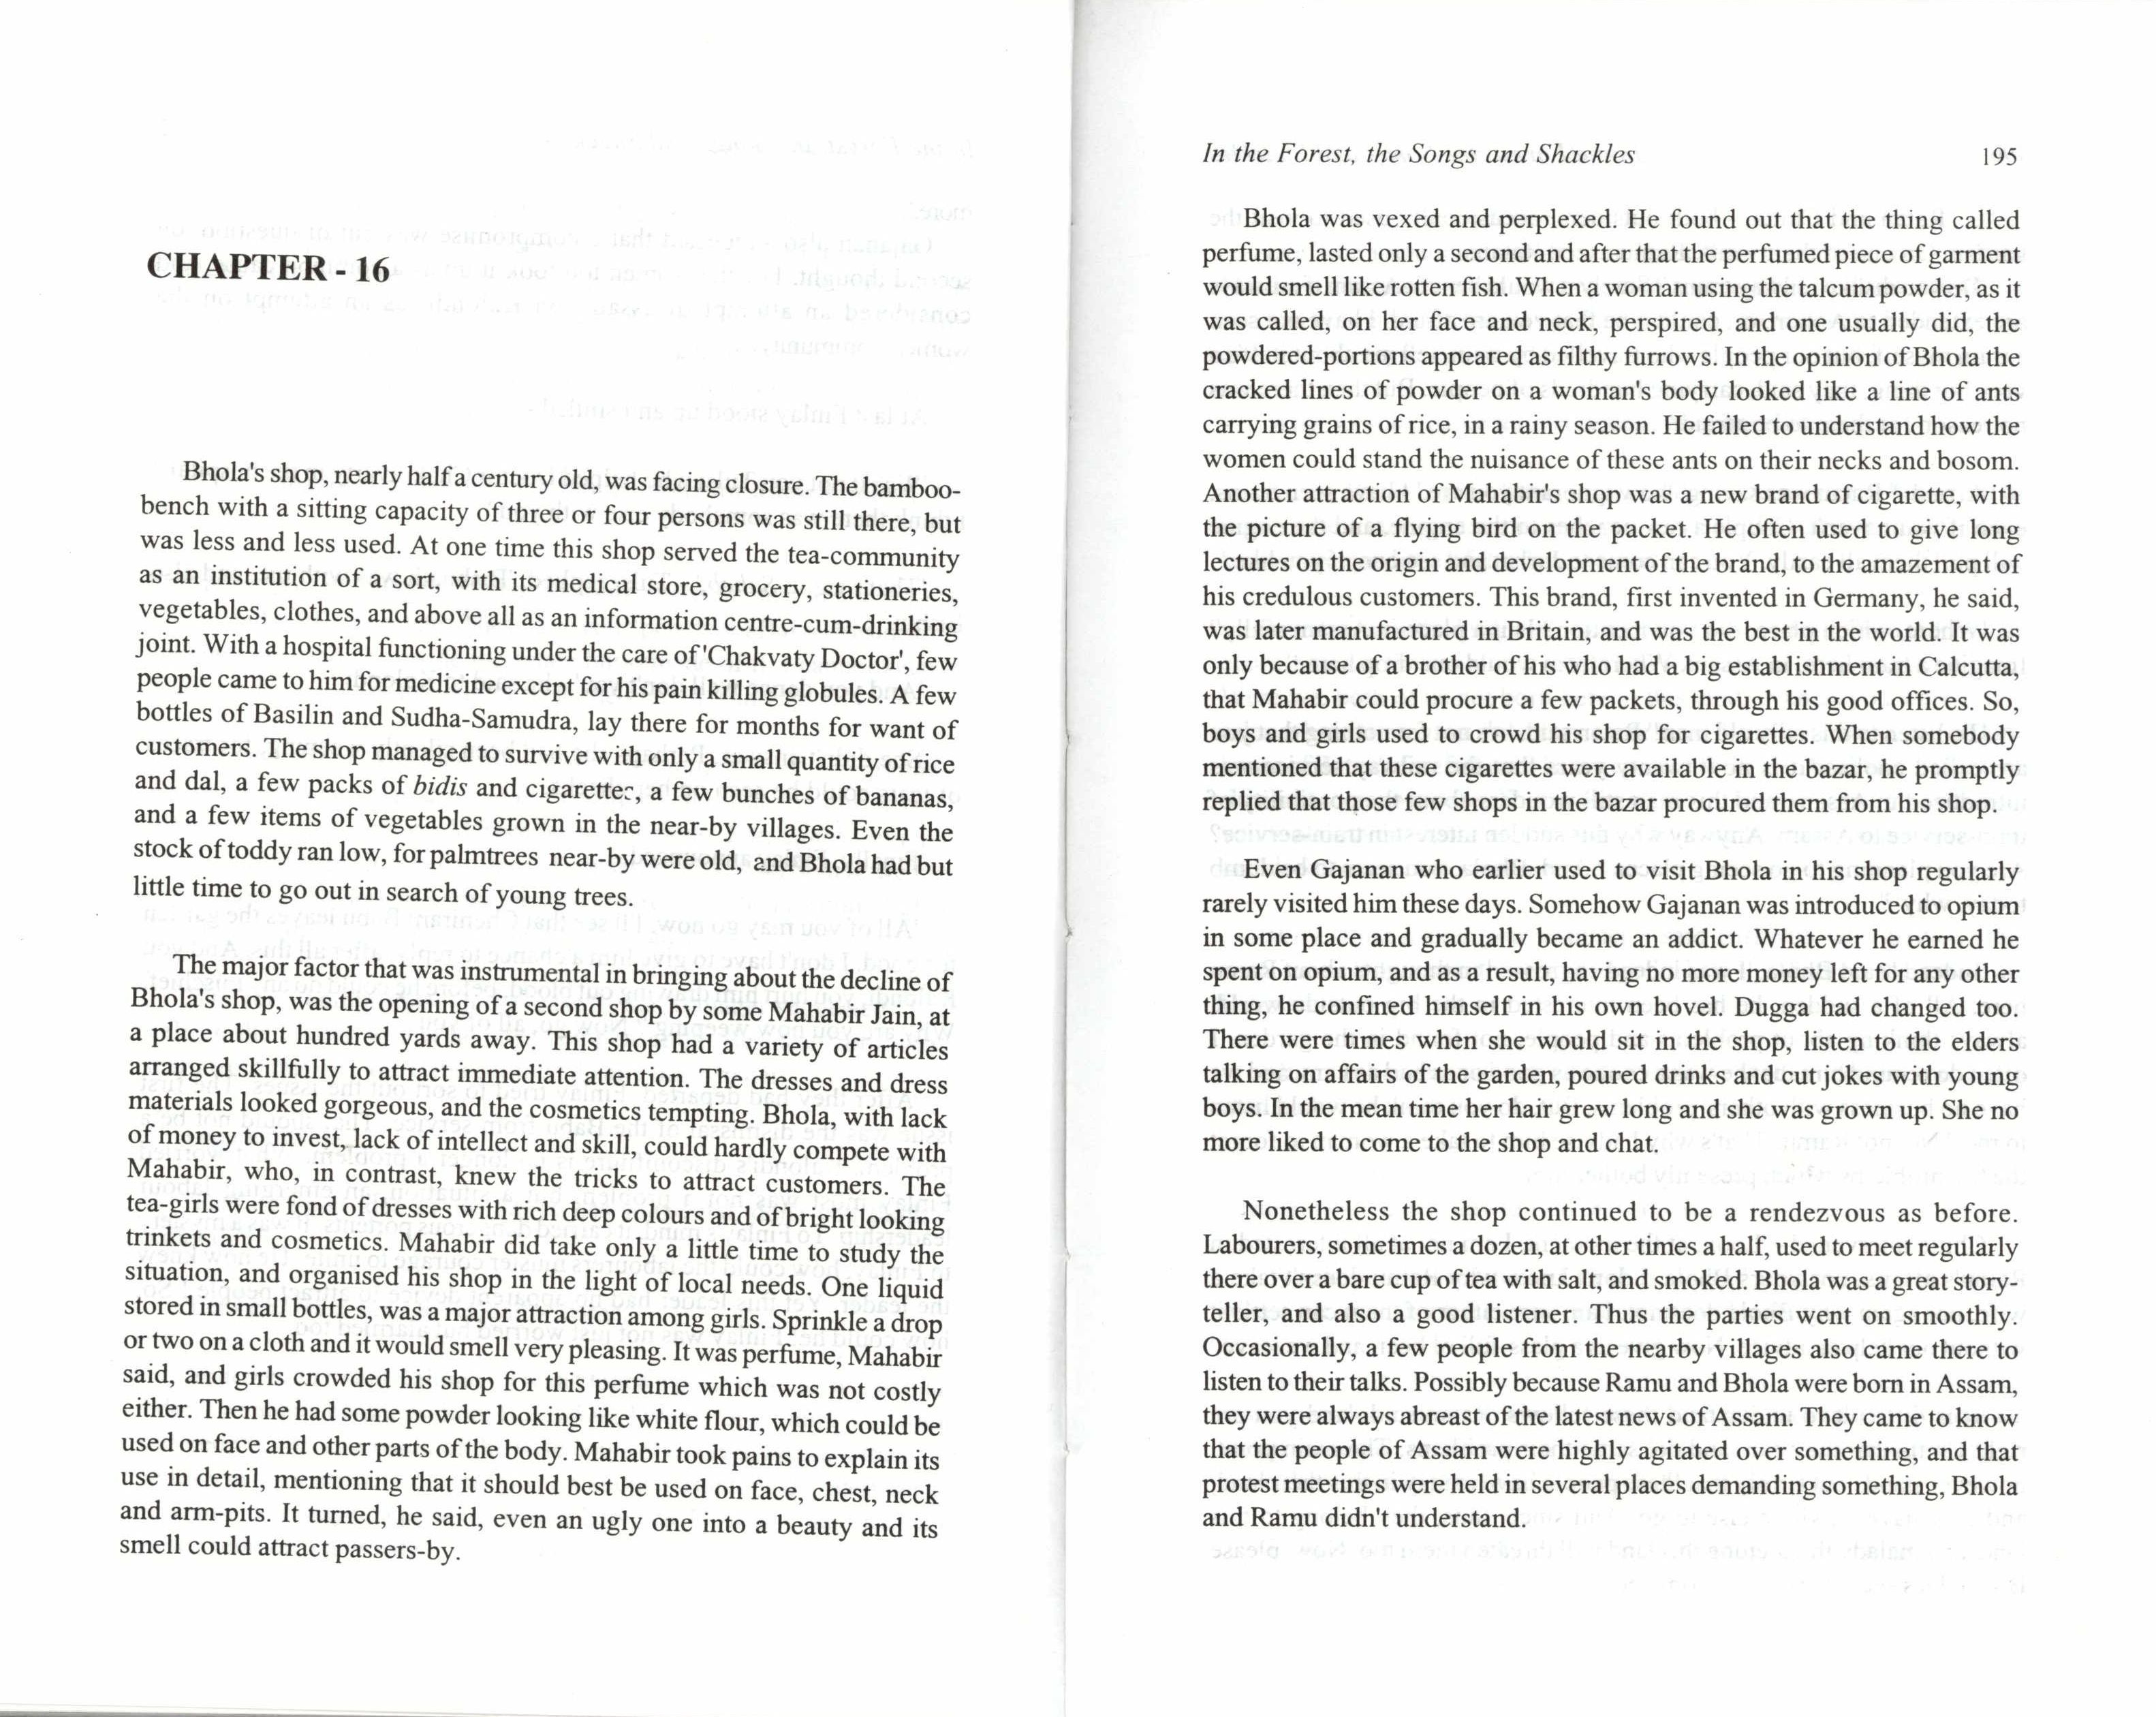 CHAPTER - 16
Bhola's shop, nearly half a century old, was facing closure. The bamboo-
bench with a sitting capacity of three or four persons was still there, but
was less and less used. At one time this shop served the tea-community
as an institution of a sort, with its medical store, grocery, stationeries,
vegetables, clothes, and above all as an information centre-cum-drinking
joint. With a hospital functioning under the care of 'Chakvaty Doctor', few
people came to him for medicine except for his pain killing globules. A few
bottles of Basilin and Sudha-Samudra, lay there for months for want of
customers. The shop managed to survive with only a small quantity of rice
and dal, a few packs of bidis and cigarettes, a few bunches of bananas,
and a few items of vegetables grown in the near-by villages. Even the
stock of toddy ran low, for palmtrees near-by were old, and Bhola had but
little time to go out in search of young trees.
The major factor that was instrumental in bringing about the decline of
Bhola's shop, was the opening of a second shop by some Mahabir Jain, at
a place about hundred yards away. This shop had a variety of articles
arranged skillfully to attract immediate attention. The dresses and dress
materials looked gorgeous, and the cosmetics tempting. Bhola, with lack
of money to invest, lack of intellect and skill, could hardly compete with
Mahabir, who, in contrast, knew the tricks to attract customers. The
tea-girls were fond of dresses with rich deep colours and of bright looking
trinkets and cosmetics. Mahabir did take only a little time to study the
situation, and organised his shop in the light of local needs. One liquid
stored in small bottles, was a major attraction among girls. Sprinkle a drop
or two on a cloth and it would smell very pleasing. It was perfume, Mahabir
said, and girls crowded his shop for this perfume which was not costly
either. Then he had some powder looking like white flour, which could be
used on face and other parts of the body. Mahabir took pains to explain its
use in detail, mentioning that it should best be used on face, chest, neck
and arm-pits. It turned, he said, even an ugly one into a beauty and its
smell could attract passers-by.
In the Forest, the Songs and Shackles 195
Bhola was vexed and perplexed. He found out that the thing called
perfume, lasted only a second and after that the perfumed piece of garment
would smell like rotten fish. When a woman using the talcum powder, as it
was called, on her face and neck, perspired, and one usually did, the
powdered-portions appeared as filthy furrows. In the opinion of Bhola the
cracked lines of powder on a woman's body looked like a line of ants
carrying grains of rice, in a rainy season. He failed to understand how the
women could stand the nuisance of these ants on their necks and bosom.
Another attraction of Mahabir's shop was a new brand of cigarette, with
the picture of a flying bird on the packet. He often used to give long
lectures on the origin and development of the brand, to the amazement of
his credulous customers. This brand, first invented in Germany, he said,
was later manufactured in Britain, and was the best in the world. It was
only because of a brother of his who had a big establishment in Calcutta,
that Mahabir could procure a few packets, through his good offices. So,
boys and girls used to crowd his shop for cigarettes. When somebody
mentioned that these cigarettes were available in the bazar, he promptly
replied that those few shops in the bazar procured them from his shop.
Even Gajanan who earlier used to visit Bhola in his shop regularly
rarely visited him these days. Somehow Gajanan was introduced to opium
in some place and gradually became an addict. Whatever he earned he
spent on opium, and as a result, having no more money left for any other
thing, he confined himself in his own hovel. Dugga had changed too.
There were times when she would sit in the shop, listen to the elders
talking on affairs of the garden, poured drinks and cut jokes with young
boys. In the mean time her hair grew long and she was grown up. She no
more liked to come to the shop and chat.
Nonetheless the shop continued to be a rendezvous as before.
Labourers, sometimes a dozen, at other times a half, used to meet regularly
there over a bare cup of tea with salt, and smoked. Bhola was a great story-
teller, and also a good listener. Thus the parties went on smoothly.
Occasionally, a few people from the nearby villages also came there to
listen to their talks. Possibly because Ramu and Bhola were born in Assam,
they were always abreast of the latest news of Assam. They came to know
that the people of Assam were highly agitated over something, and that
protest meetings were held in several places demanding something, Bhola
and Ramu didn't understand.